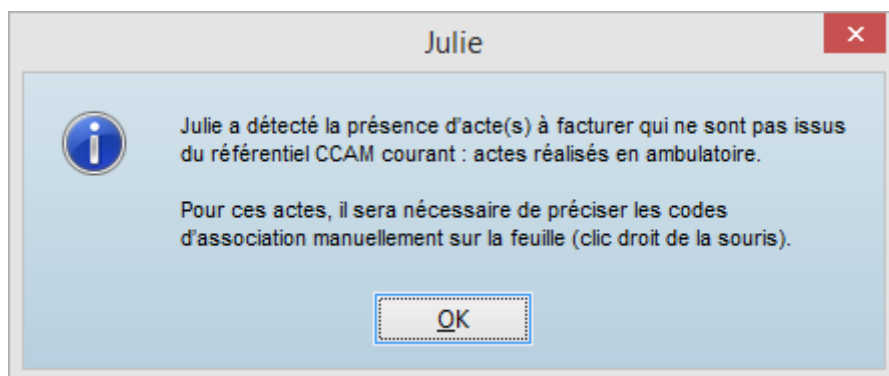 Julie
Julie a détecté la présence d'acte(s) à facturer qui ne sont pas issus
du référentiel CCAM courant : actes réalisés en ambulatoire.
Pour ces actes, il sera nécessaire de préciser les codes
d'association manuellement sur la feuille (clic droit de la souris).
OK